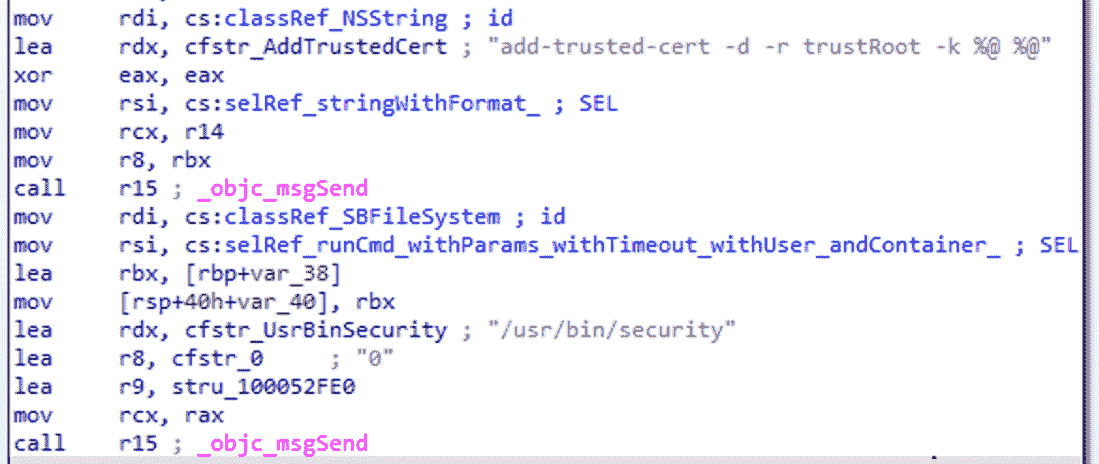 mov rdi, cs:classRef_NSString ; id
lea rdx, cfstr_AddTrustedCert ; "add-trusted-cert -d -r trustRoot -k %@ %@"
xor eax, eax
mov rsi, cs:selRef_stringWithFormat_ ; SEL
mov rcx, r14
mov r8, rbx
call r15 ; _objc_msgSend
mov rdi, cs:classRef_SBFileSystem ; id
mov rsi, cs:selRef_runCmd_withParams_withTimeout_withUser_andContainer_ ; SEL
lea rbx, [rbp+var_38]
mov [rsp+40h+var_40], rbx
lea rdx, cfstr_UsrBinSecurity ; "/usr/bin/security"
lea r8, cfstr_0 ; "0"
lea r9, stru_100052FE0
mov rcx, rax
call r15 ; _objc_msgSend